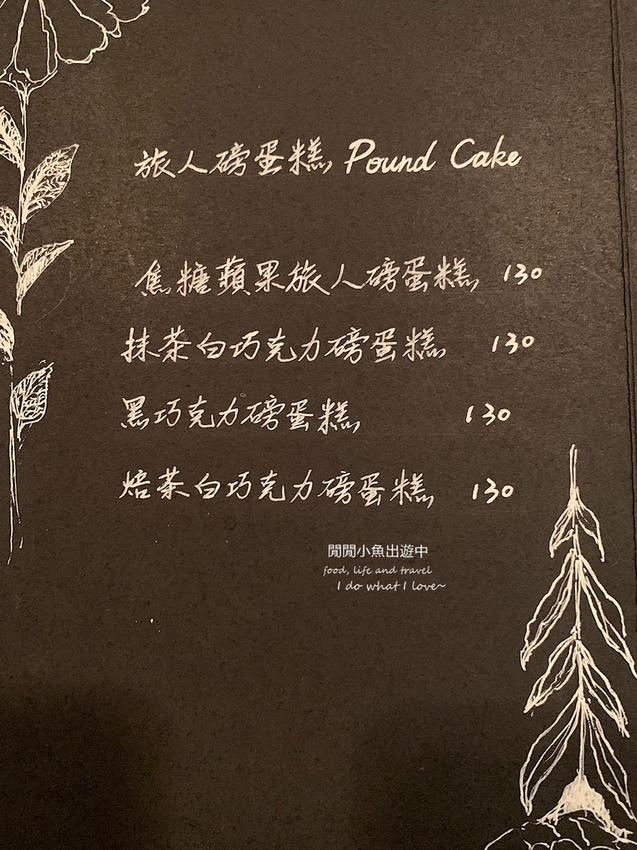 旅人磅蛋糕 Pound Cake
焦糖蘋果旅人磅蛋糕 130
抹茶白巧克力磅蛋糕 130
黑巧克力磅蛋糕 130
焙茶白巧克力磅蛋糕 130
閒閒小魚出遊中
food, life and travel
I do what I love~